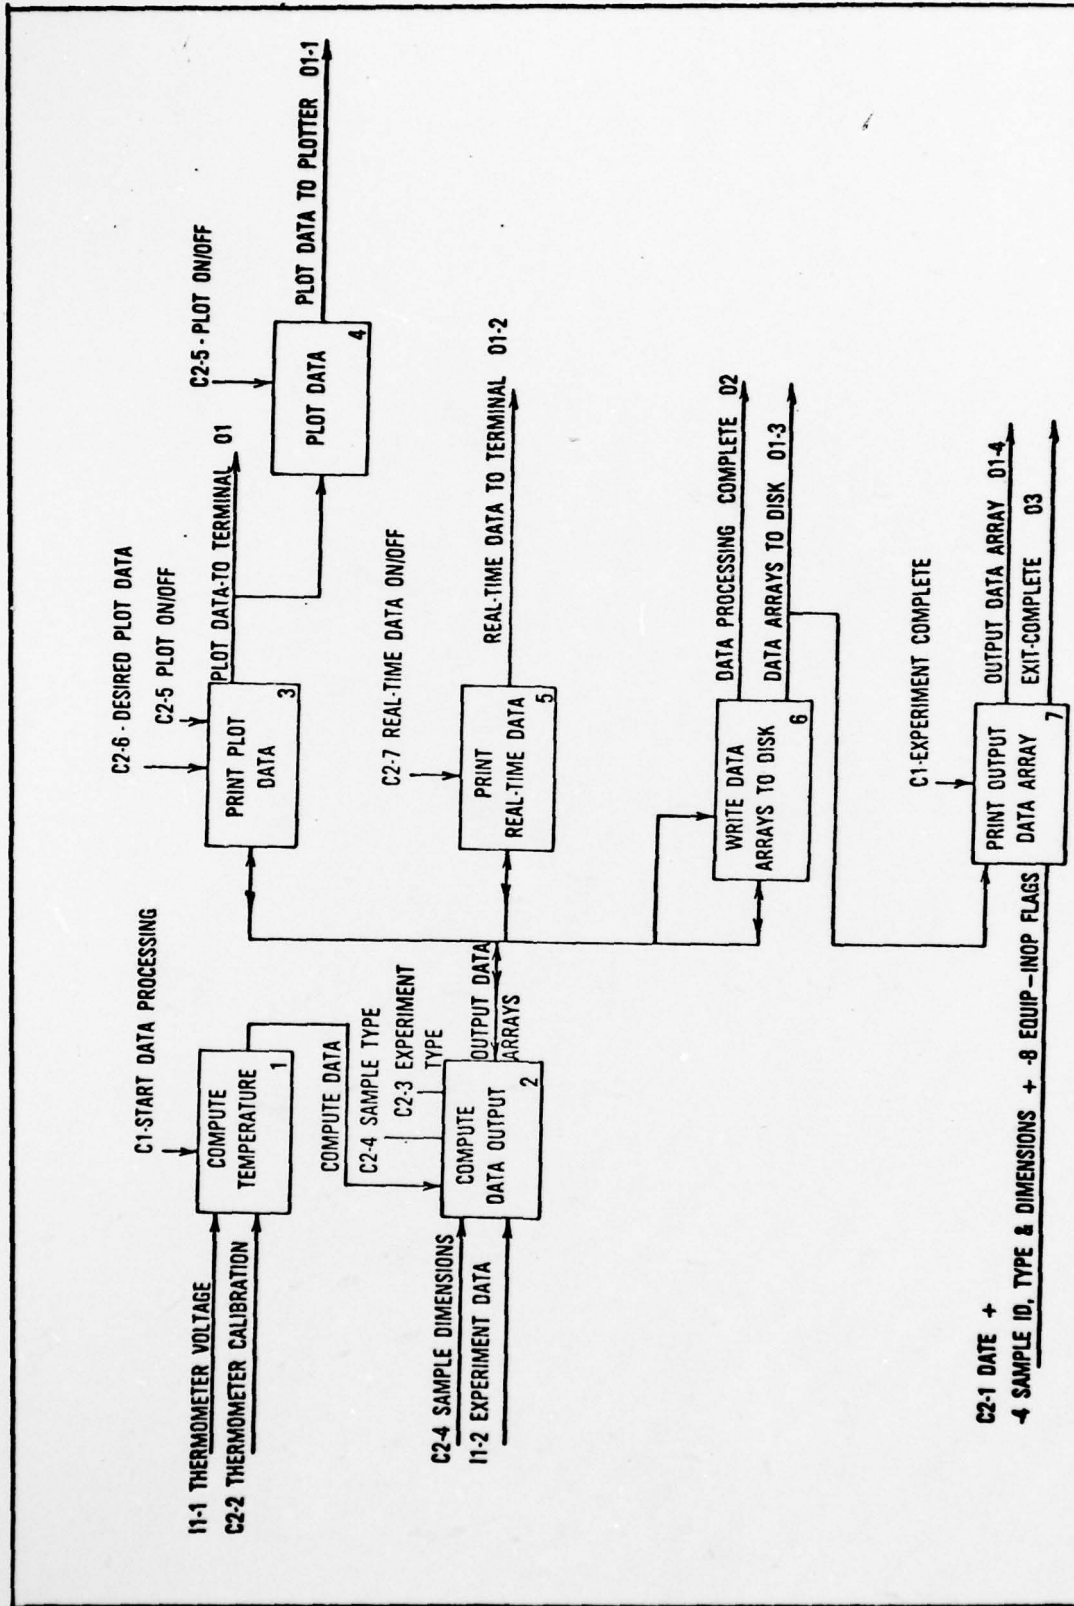 C1-START DATA PROCESSING
I1-1 THERMOMETER VOLTAGE
C2-2 THERMOMETER CALIBRATION
COMPUTE
TEMPERATURE
1
COMPUTE DATA
C2-4 SAMPLE TYPE
C2-3 EXPERIMENT
TYPE
C2-4 SAMPLE DIMENSIONS
I1-2 EXPERIMENT DATA
COMPUTE
DATA OUTPUT
2
OUTPUT DATA
ARRAYS
C2-6 - DESIRED PLOT DATA
C2-5 PLOT ON/OFF
PRINT PLOT
DATA
3
PLOT DATA-TO TERMINAL 01
C2-5 - PLOT ON/OFF
PLOT DATA
4
PLOT DATA TO PLOTTER 01-1
C2-7 REAL-TIME DATA ON/OFF
PRINT
REAL-TIME DATA
5
REAL-TIME DATA TO TERMINAL 01-2
WRITE DATA
ARRAYS TO DISK
6
DATA PROCESSING COMPLETE 02
DATA ARRAYS TO DISK 01-3
C1-EXPERIMENT COMPLETE
PRINT OUTPUT
DATA ARRAY
7
OUTPUT DATA ARRAY 01-4
EXIT-COMPLETE 03
C2-1 DATE +
-4 SAMPLE ID, TYPE & DIMENSIONS + -8 EQUIP-INOP FLAGS